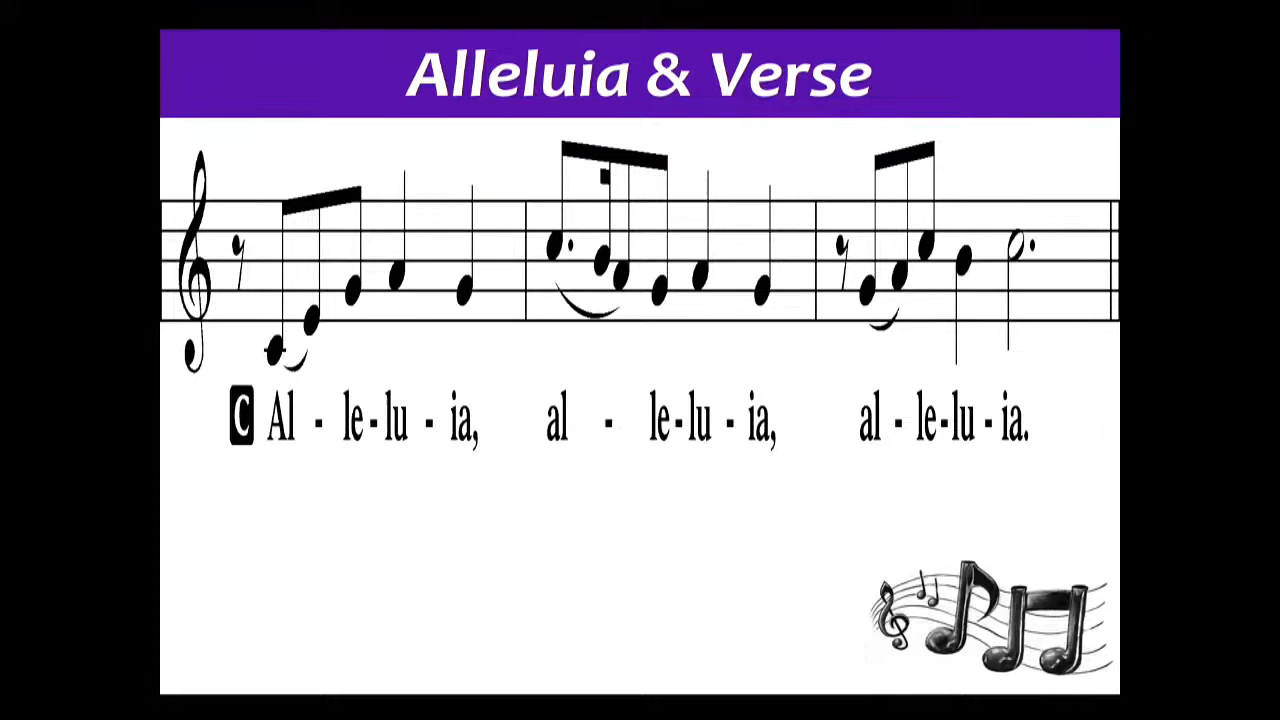 Alleluia & Verse
C Al - le - lu - ia, al - le - lu - ia, al - le - lu - ia.